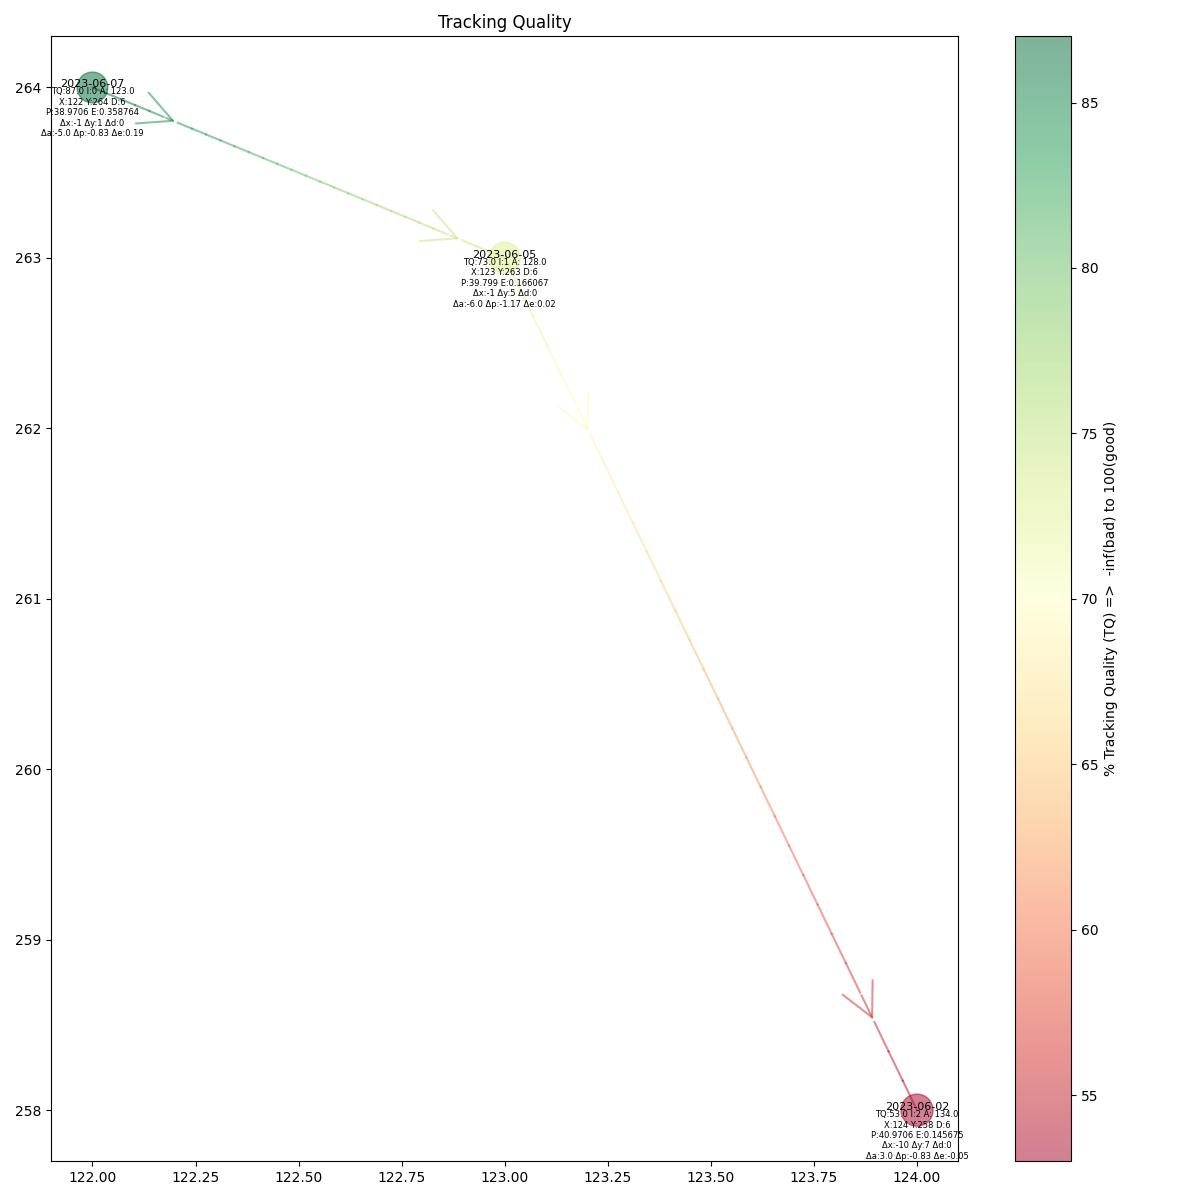 Tracking Quality
264
263
262
261
260
259
258
122.00
122.25
122.50
122.75
123.00
123.25
123.50
123.75
124.00
2023-06-07
TQ:87.0 I:0 A: 123.0
X:122 Y:264 D:6
P:38.9706 E:0.358764
Δx:-1 Δy:1 Δd:0
Δa:-5.0 Δp:-0.83 Δe:0.19
2023-06-05
TQ:73.0 I:1 A: 128.0
X:123 Y:263 D:6
P:39.799 E:0.166067
Δx:-1 Δy:5 Δd:0
Δa:-6.0 Δp:-1.17 Δe:0.02
2023-06-02
TQ:53.0 I:2 A: 134.0
X:124 Y:258 D:6
P:40.9706 E:0.145675
Δx:-10 Δy:7 Δd:0
Δa:3.0 Δp:-0.83 Δe:-0.05
85
80
75
70
65
60
55
% Tracking Quality (TQ) => -inf(bad) to 100(good)